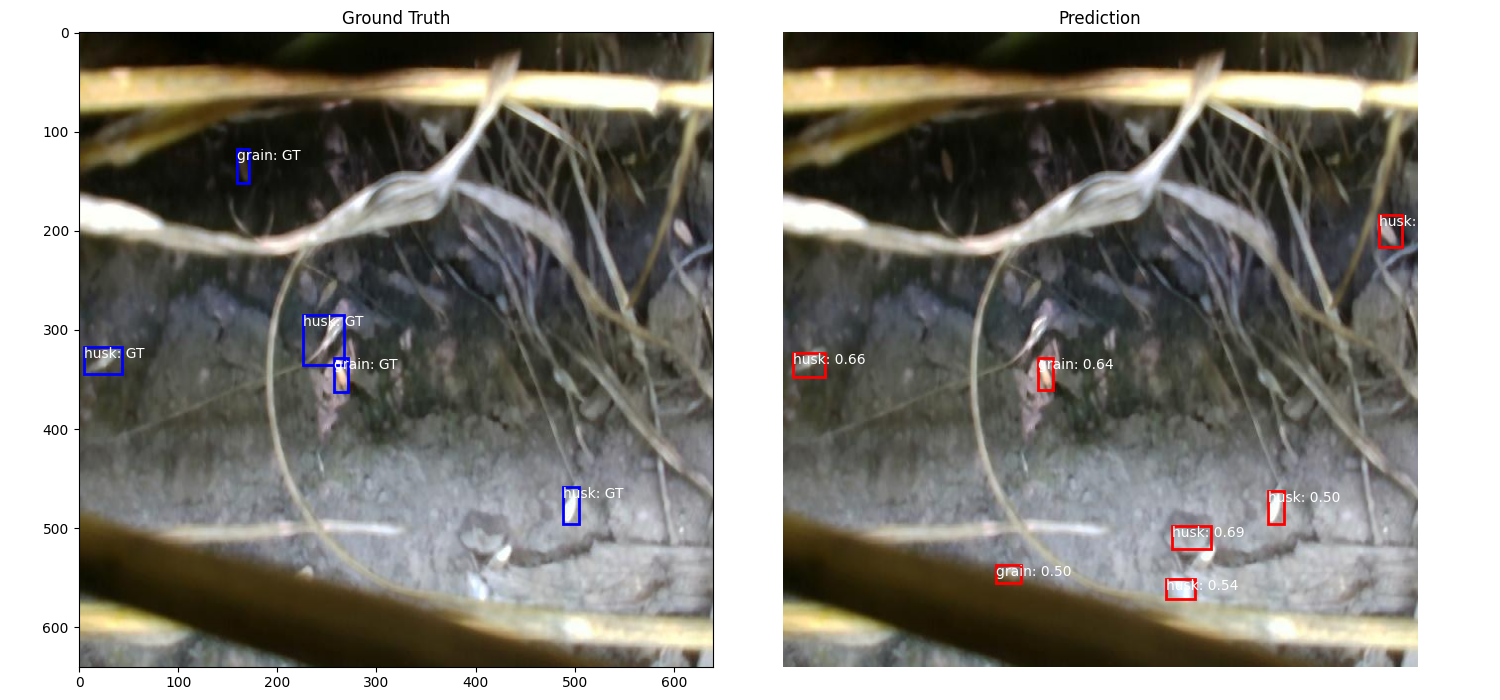 Ground Truth
Prediction
0
100
200
300
400
500
600
0
100
200
300
400
500
600
grain: GT
husk: GT
husk: GT
grain: GT
husk: GT
husk:
husk: 0.66
grain: 0.64
husk: 0.50
husk: 0.69
grain: 0.50
husk: 0.54